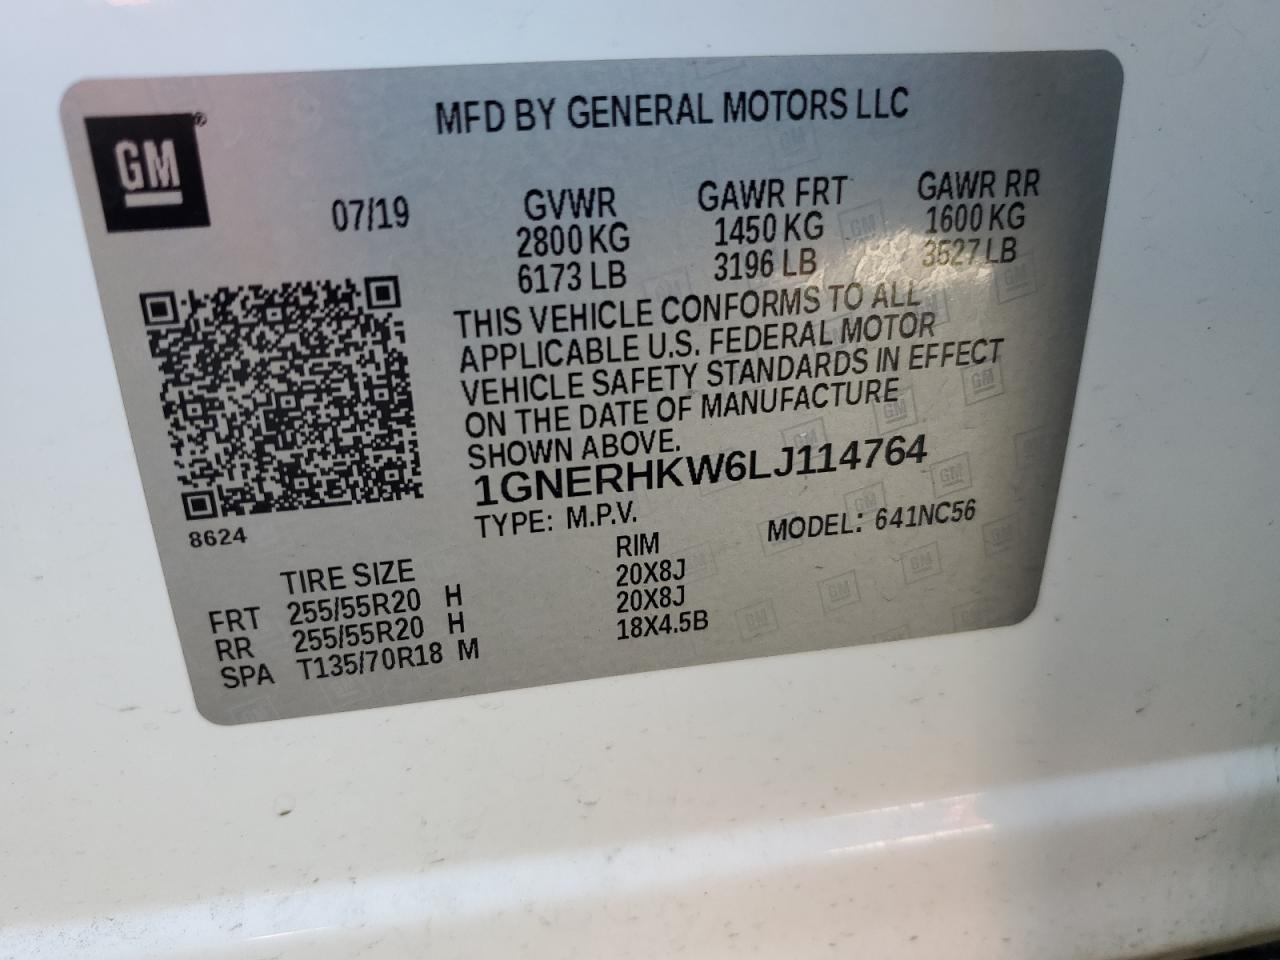 MFD BY GENERAL MOTORS LLC
GM®
07/19
GVWR
2800 KG
6173 LB
GAWR FRT
1450 KG
3196 LB
GAWR RR
1600 KG
3527 LB
THIS VEHICLE CONFORMS TO ALL
APPLICABLE U.S. FEDERAL MOTOR
VEHICLE SAFETY STANDARDS IN EFFECT
ON THE DATE OF MANUFACTURE
SHOWN ABOVE.
1GNERHKW6LJ114764
TYPE: M.P.V.
MODEL: 641NC56
8624
TIRE SIZE RIM
FRT 255/55R20 H 20X8J
RR 255/55R20 H 20X8J
SPA T135/70R18 M 18X4.5B